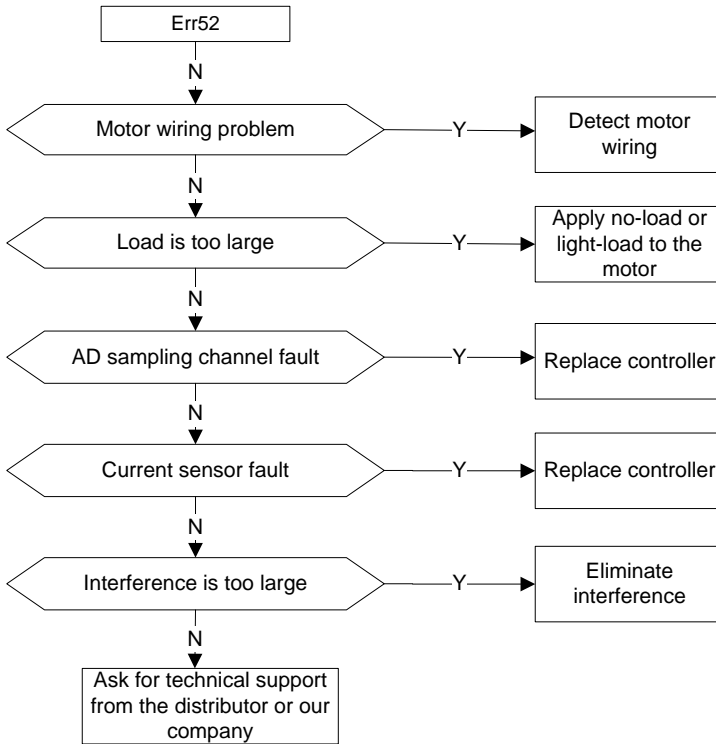 Err52
N
Motor wiring problem
Y
Detect motor
wiring
N
Load is too large
Y
Apply no-load or
light-load to the
motor
N
AD sampling channel fault
Y
Replace controller
N
Current sensor fault
Y
Replace controller
N
Interference is too large
Y
Eliminate
interference
N
Ask for technical support
from the distributor or our
company